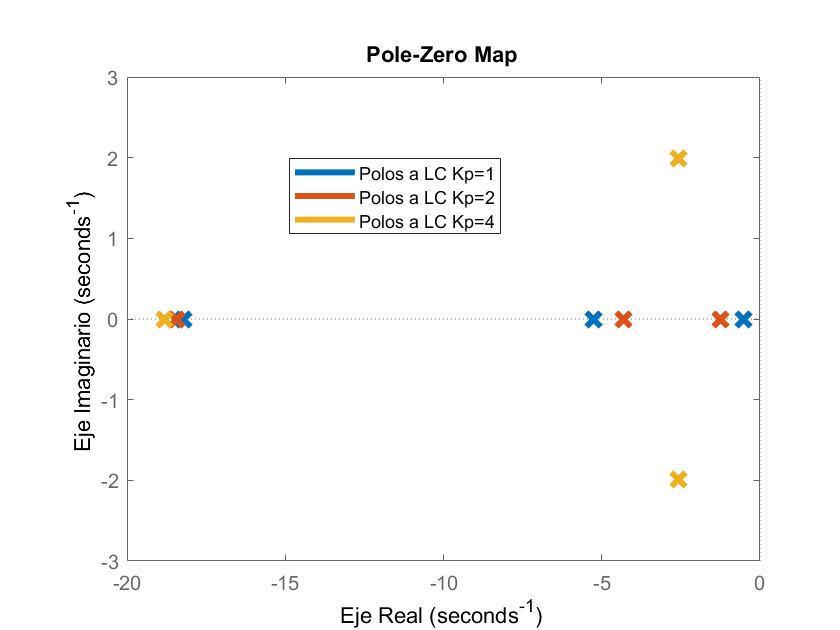 Pole-Zero Map
3
2
1
0
-1
-2
-3
Eje Imaginario (seconds⁻¹)
Polos a LC Kp=1
Polos a LC Kp=2
Polos a LC Kp=4
-20 -15 -10 -5 0
Eje Real (seconds⁻¹)